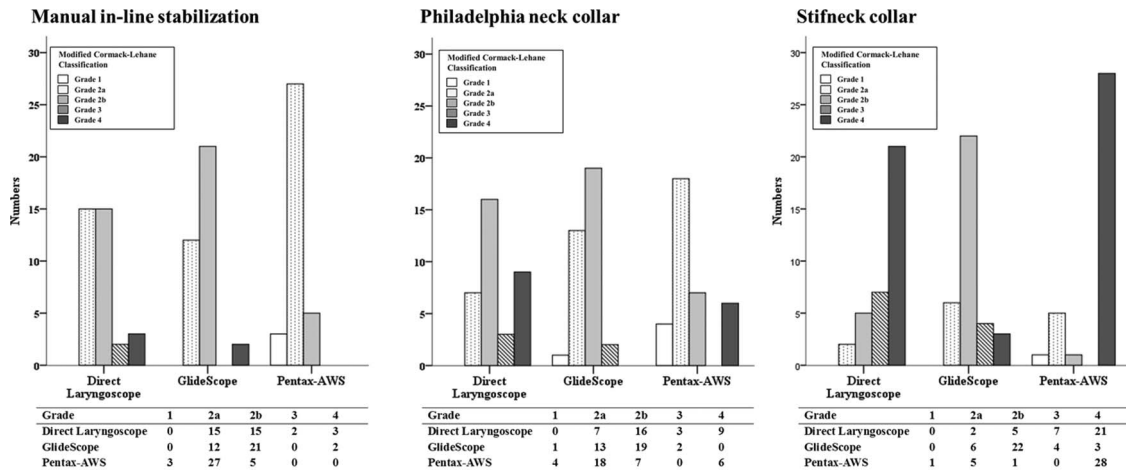 Manual in-line stabilization
Modified Cormack-Lehane
Classification
Grade 1
Grade 2a
Grade 2b
Grade 3
Grade 4
Numbers
30
25
20
15
10
5
0
Direct
Laryngoscope
GlideScope
Pentax-AWS
Grade 1 2a 2b 3 4
Direct Laryngoscope 0 15 15 2 3
GlideScope 0 12 21 0 2
Pentax-AWS 3 27 5 0 0
Philadelphia neck collar
Modified Cormack-Lehane
Classification
Grade 1
Grade 2a
Grade 2b
Grade 3
Grade 4
Numbers
30
25
20
15
10
5
0
Direct
Laryngoscope
GlideScope
Pentax-AWS
Grade 1 2a 2b 3 4
Direct Laryngoscope 0 7 16 3 9
GlideScope 1 13 19 2 0
Pentax-AWS 4 18 7 0 6
Stifneck collar
Modified Cormack-Lehane
Classification
Grade 1
Grade 2a
Grade 2b
Grade 3
Grade 4
Numbers
30
25
20
15
10
5
0
Direct
Laryngoscope
GlideScope
Pentax-AWS
Grade 1 2a 2b 3 4
Direct Laryngoscope 0 2 5 7 21
GlideScope 0 6 22 4 3
Pentax-AWS 1 5 1 0 28